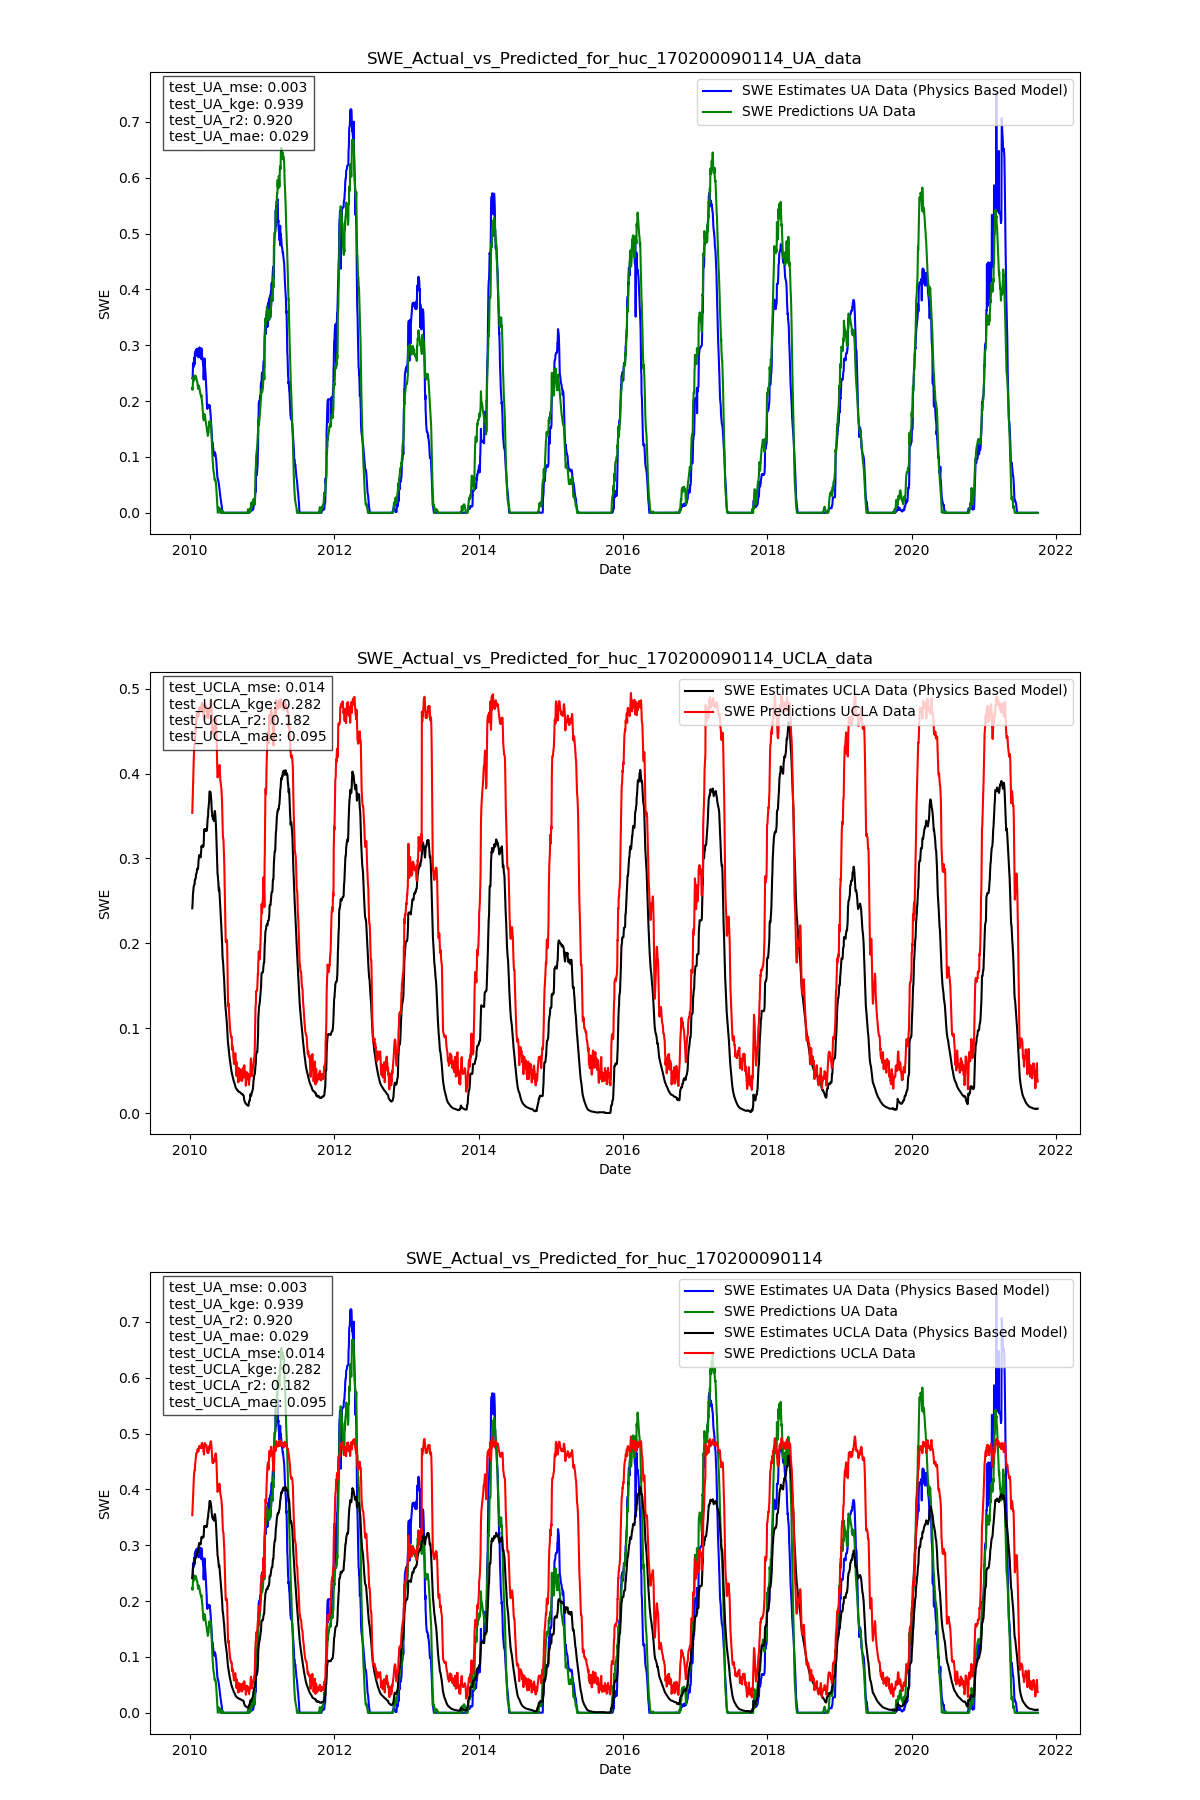 SWE_Actual_vs_Predicted_for_huc_170200090114_UA_data
test_UA_mse: 0.003
test_UA_kge: 0.939
test_UA_r2: 0.920
test_UA_mae: 0.029
SWE Estimates UA Data (Physics Based Model)
SWE Predictions UA Data
0.7
0.6
0.5
0.4
0.3
0.2
0.1
0.0
SWE
2010 2012 2014 2016 2018 2020 2022
Date
SWE_Actual_vs_Predicted_for_huc_170200090114_UCLA_data
test_UCLA_mse: 0.014
test_UCLA_kge: 0.282
test_UCLA_r2: 0.182
test_UCLA_mae: 0.095
SWE Estimates UCLA Data (Physics Based Model)
SWE Predictions UCLA Data
0.5
0.4
0.3
0.2
0.1
0.0
SWE
2010 2012 2014 2016 2018 2020 2022
Date
SWE_Actual_vs_Predicted_for_huc_170200090114
test_UA_mse: 0.003
test_UA_kge: 0.939
test_UA_r2: 0.920
test_UA_mae: 0.029
test_UCLA_mse: 0.014
test_UCLA_kge: 0.282
test_UCLA_r2: 0.182
test_UCLA_mae: 0.095
SWE Estimates UA Data (Physics Based Model)
SWE Predictions UA Data
SWE Estimates UCLA Data (Physics Based Model)
SWE Predictions UCLA Data
0.7
0.6
0.5
0.4
0.3
0.2
0.1
0.0
SWE
2010 2012 2014 2016 2018 2020 2022
Date